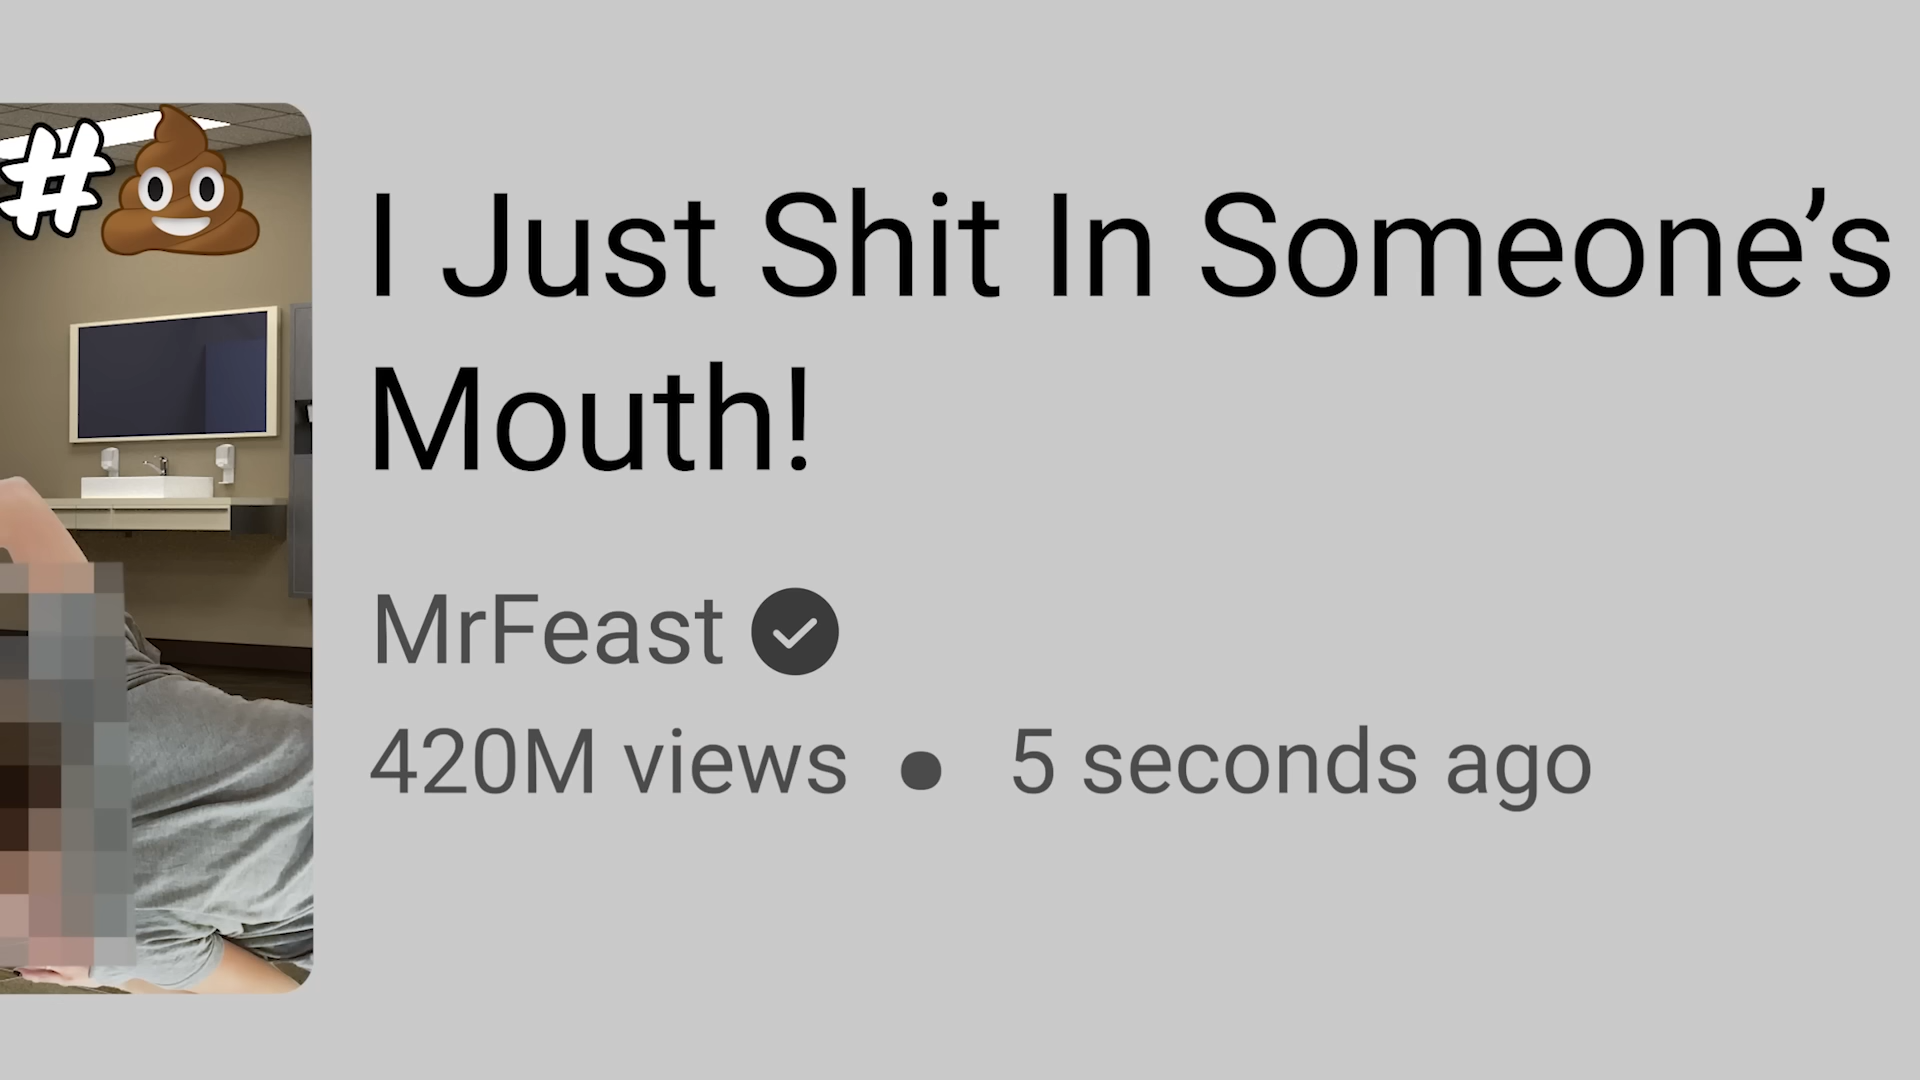 #
I Just Shit In Someone’s
Mouth!
MrFeast
420M views • 5 seconds ago